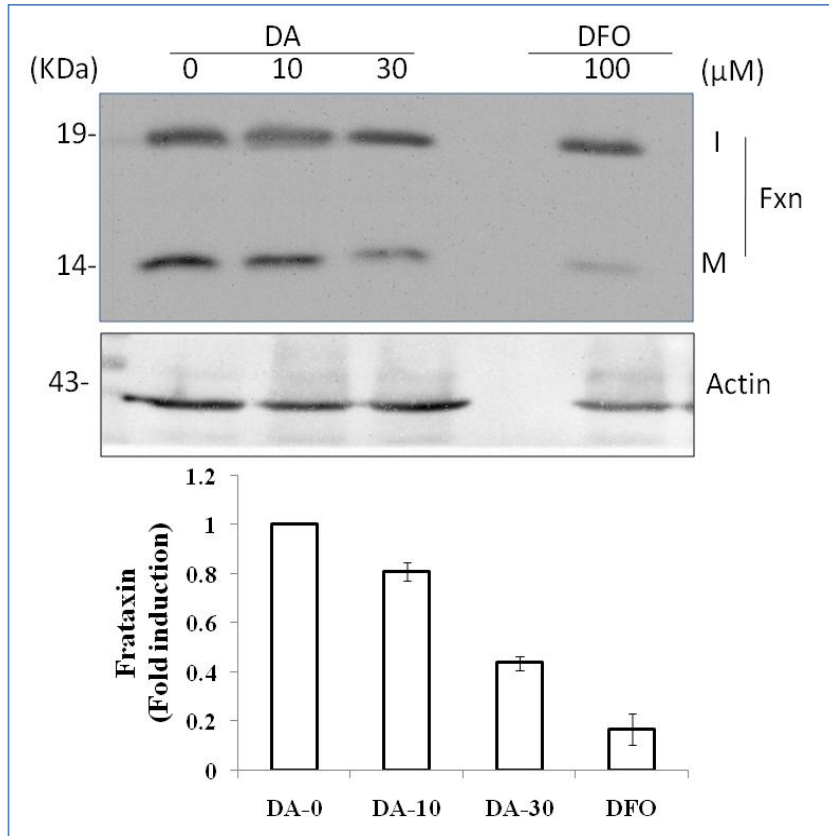 DA DFO
(KDa) 0 10 30 100 (μM)
19- I
Fxn
14- M
43- Actin
1.2
1
0.8
0.6
0.4
0.2
0
Frataxin
(Fold induction)
DA-0 DA-10 DA-30 DFO